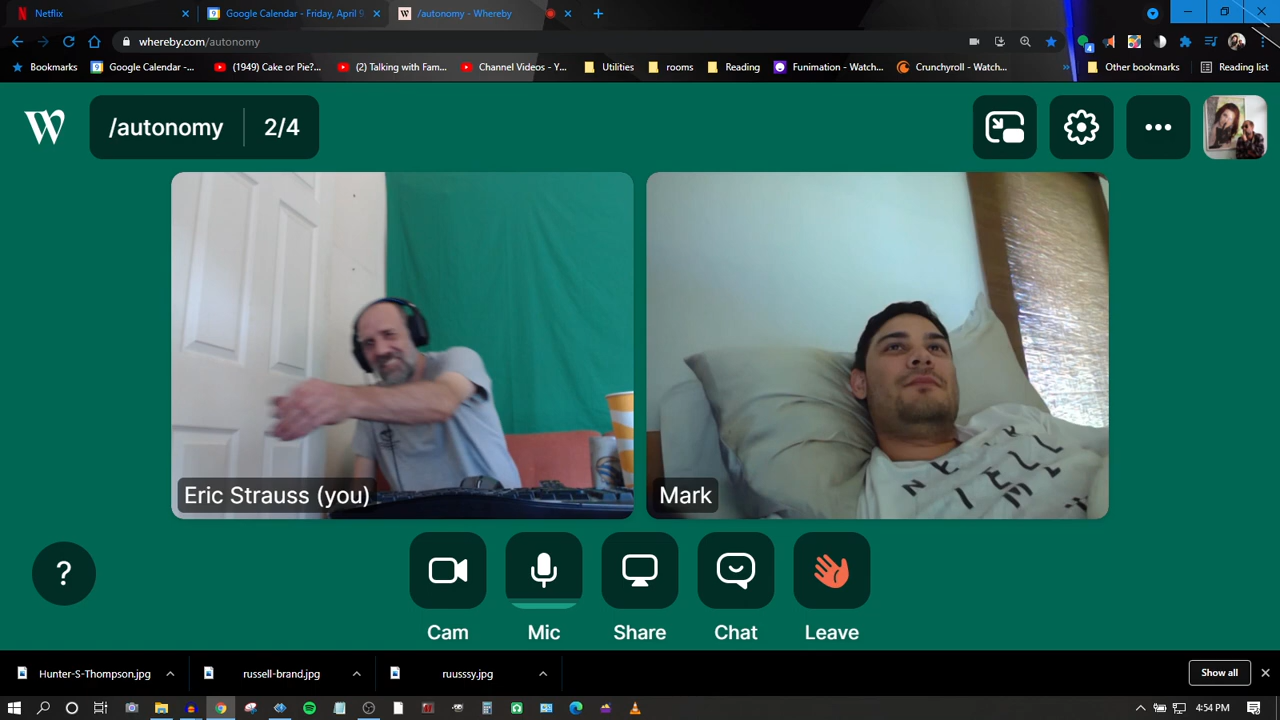 Netflix
Google Calendar - Friday, April 9
/autonomy - Whereby
whereby.com/autonomy
4
Bookmarks
Google Calendar -...
(1949) Cake or Pie?...
(2) Talking with Fam...
Channel Videos - Y...
Utilities
rooms
Reading
Funimation - Watch...
Crunchyroll - Watch...
»
Other bookmarks
Reading list
/autonomy
2/4
Eric Strauss (you)
Mark
?
Cam
Mic
Share
Chat
Leave
Hunter-S-Thompson.jpg
russell-brand.jpg
ruusssy.jpg
Show all
4:54 PM